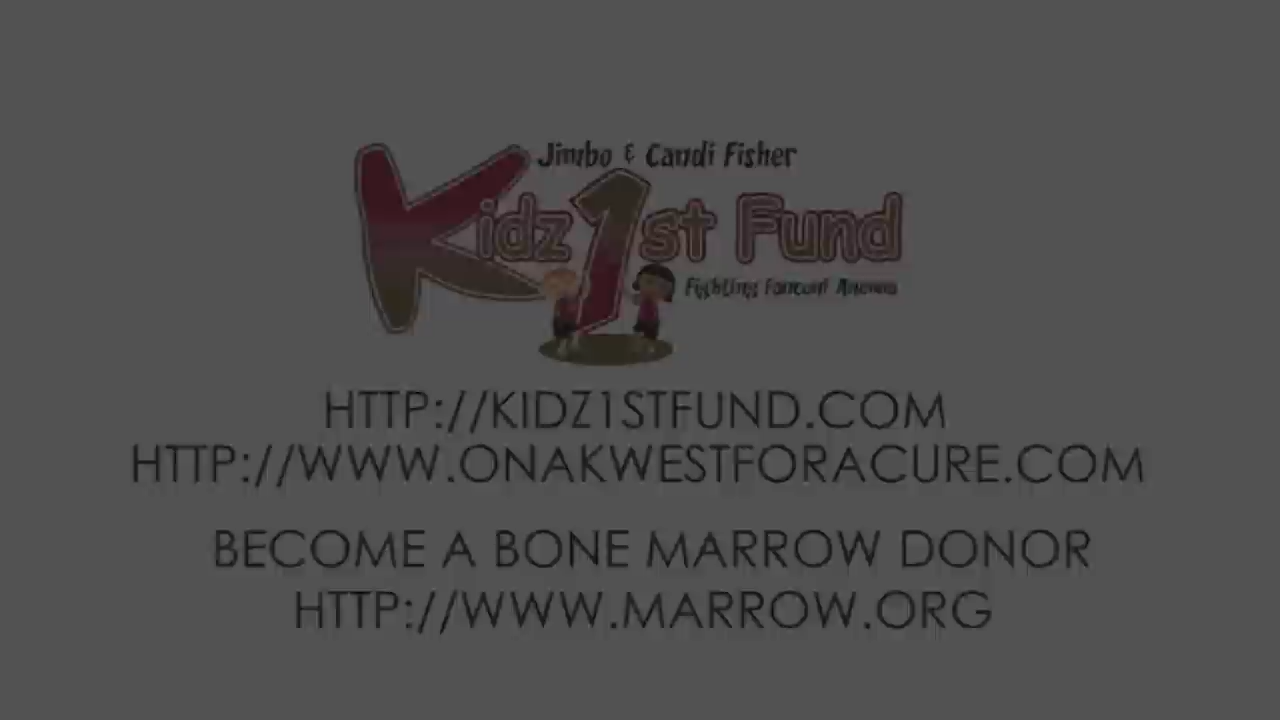 Jimbo & Candi Fisher
Kidz1st Fund
Fighting Fanconi Anemia
HTTP://KIDZ1STFUND.COM
HTTP://WWW.ONAKWESTFORACURE.COM
BECOME A BONE MARROW DONOR
HTTP://WWW.MARROW.ORG